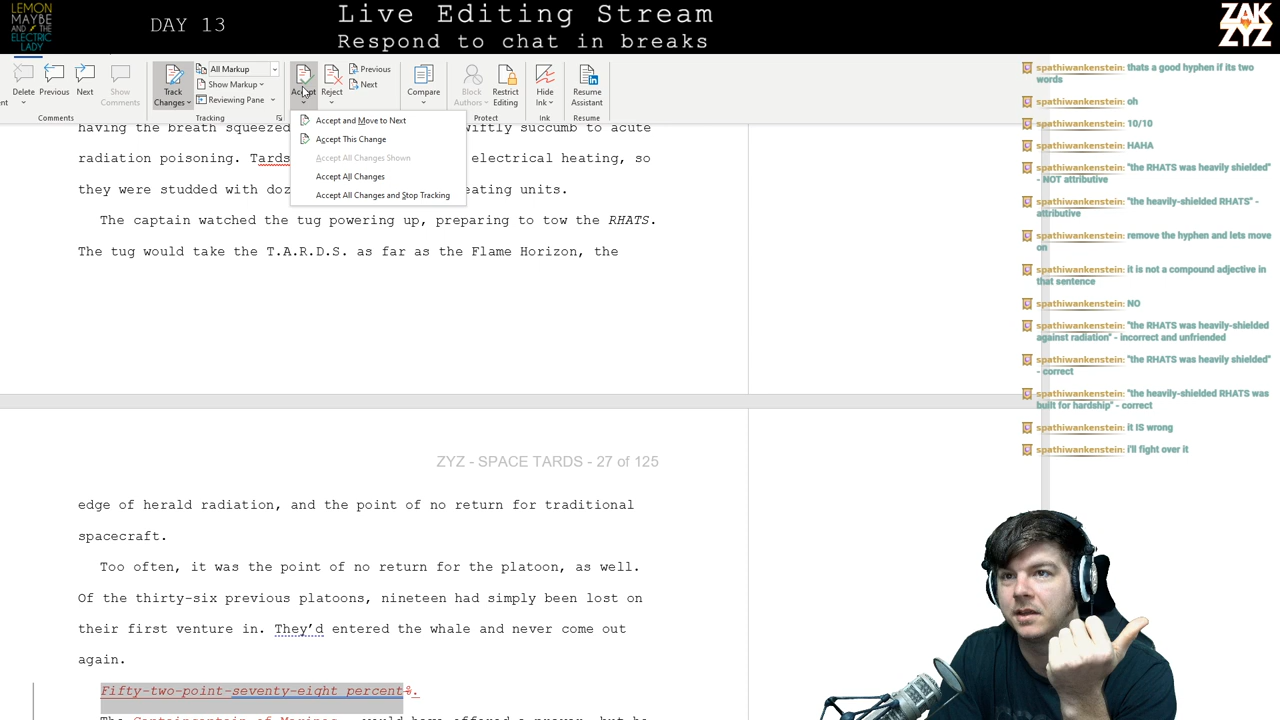 LEMON
MAYBE
AND THE
ELECTRIC
LADY
DAY 13
Live Editing Stream
Respond to chat in breaks
ZAK
ZYZ
Delete
Previous
Next
Show
Comments
Comments
Track
Changes
All Markup
Show Markup
Reviewing Pane
Tracking
Accept
Reject
Previous
Next
Compare
Block
Authors
Restrict
Editing
Protect
Hide
Ink
Ink
Resume
Assistant
Resume
Accept and Move to Next
Accept This Change
Accept All Changes Shown
Accept All Changes
Accept All Changes and Stop Tracking
having the breath squeezed wiftly succumb to acute
radiation poisoning. Tards electrical heating, so
they were studded with doz eating units.
The captain watched the tug powering up, preparing to tow the RHATS.
The tug would take the T.A.R.D.S. as far as the Flame Horizon, the
ZYZ - SPACE TARDS - 27 of 125
edge of herald radiation, and the point of no return for traditional
spacecraft.
Too often, it was the point of no return for the platoon, as well.
Of the thirty-six previous platoons, nineteen had simply been lost on
their first venture in. They'd entered the whale and never come out
again.
Fifty-two-point-seventy-eight percent%.
spathiwankenstein: thats a good hyphen if its two
words
spathiwankenstein: oh
spathiwankenstein: 10/10
spathiwankenstein: HAHA
spathiwankenstein: "the RHATS was heavily shielded"
- NOT attributive
spathiwankenstein: "the heavily-shielded RHATS" -
attributive
spathiwankenstein: remove the hyphen and lets move
on
spathiwankenstein: it is not a compound adjective in
that sentence
spathiwankenstein: NO
spathiwankenstein: "the RHATS was heavily-shielded
against radiation" - incorrect and unfriended
spathiwankenstein: "the RHATS was heavily shielded"
- correct
spathiwankenstein: "the heavily-shielded RHATS was
built for hardship" - correct
spathiwankenstein: it IS wrong
spathiwankenstein: i'll fight over it